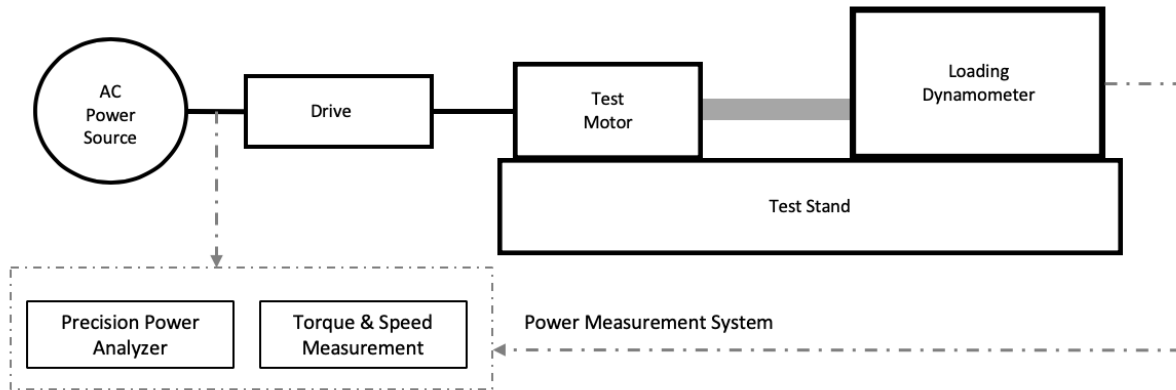 AC
Power
Source
Drive
Test
Motor
Loading
Dynamometer
Test Stand
Precision Power
Analyzer
Torque & Speed
Measurement
Power Measurement System